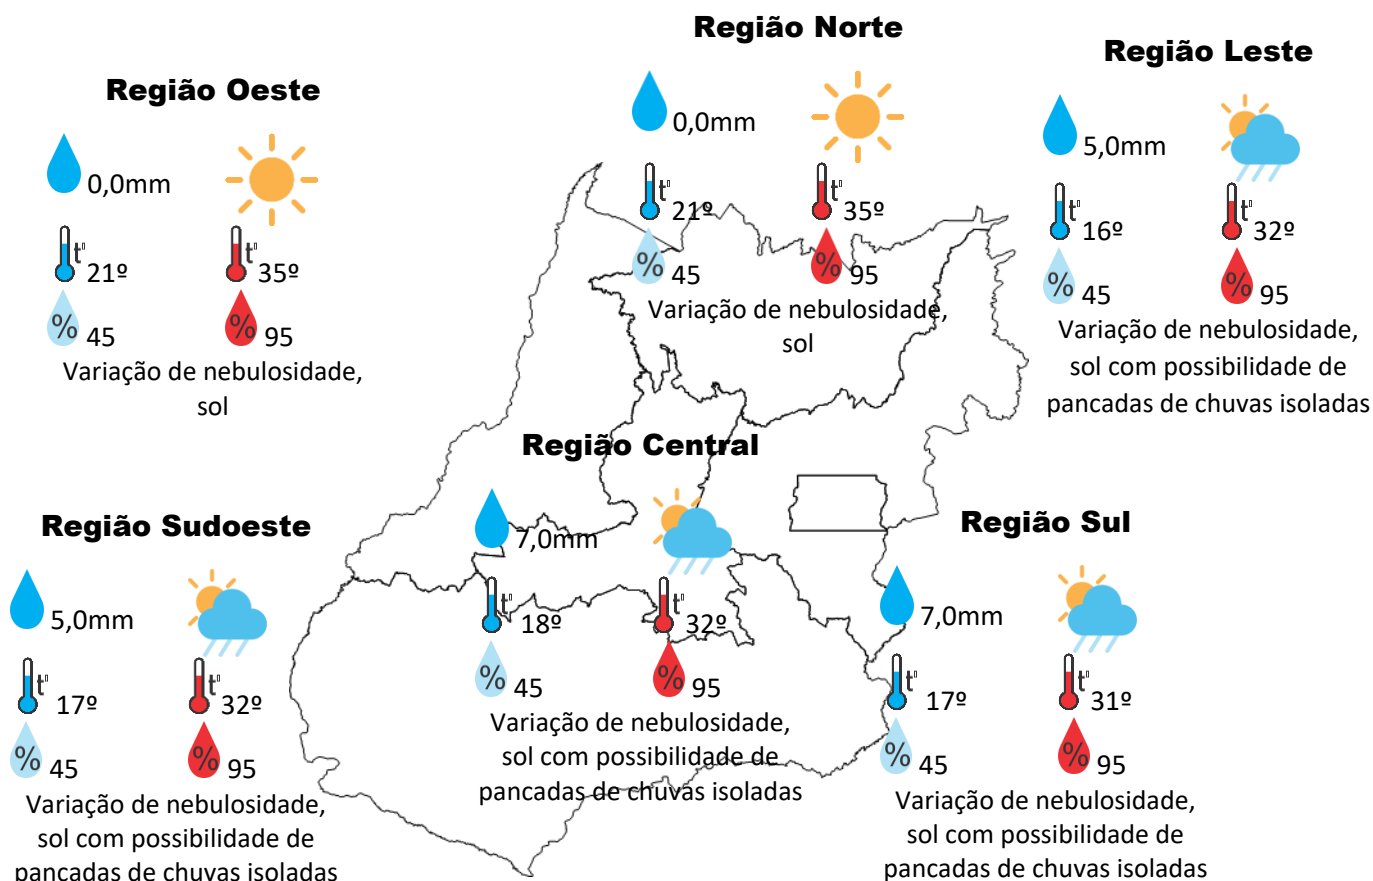 Região Norte
0,0mm
t°
21º
t°
35º
%
45
%
95
Variação de nebulosidade,
sol
Região Leste
5,0mm
t°
16º
t°
32º
%
45
%
95
Variação de nebulosidade,
sol com possibilidade de
pancadas de chuvas isoladas
Região Oeste
0,0mm
t°
21º
t°
35º
%
45
%
95
Variação de nebulosidade,
sol
Região Central
7,0mm
t°
18º
t°
32º
%
45
%
95
Variação de nebulosidade,
sol com possibilidade de
pancadas de chuvas isoladas
Região Sudoeste
5,0mm
t°
17º
t°
32º
%
45
%
95
Variação de nebulosidade,
sol com possibilidade de
pancadas de chuvas isoladas
Região Sul
7,0mm
t°
17º
t°
31º
%
45
%
95
Variação de nebulosidade,
sol com possibilidade de
pancadas de chuvas isoladas